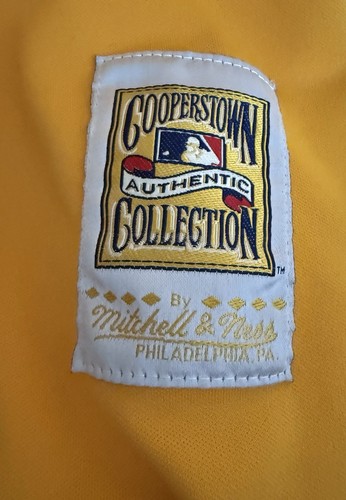 COOPERSTOWN
AUTHENTIC
COLLECTION
TM
By
Mitchell & Ness
PHILADELPHIA, PA.